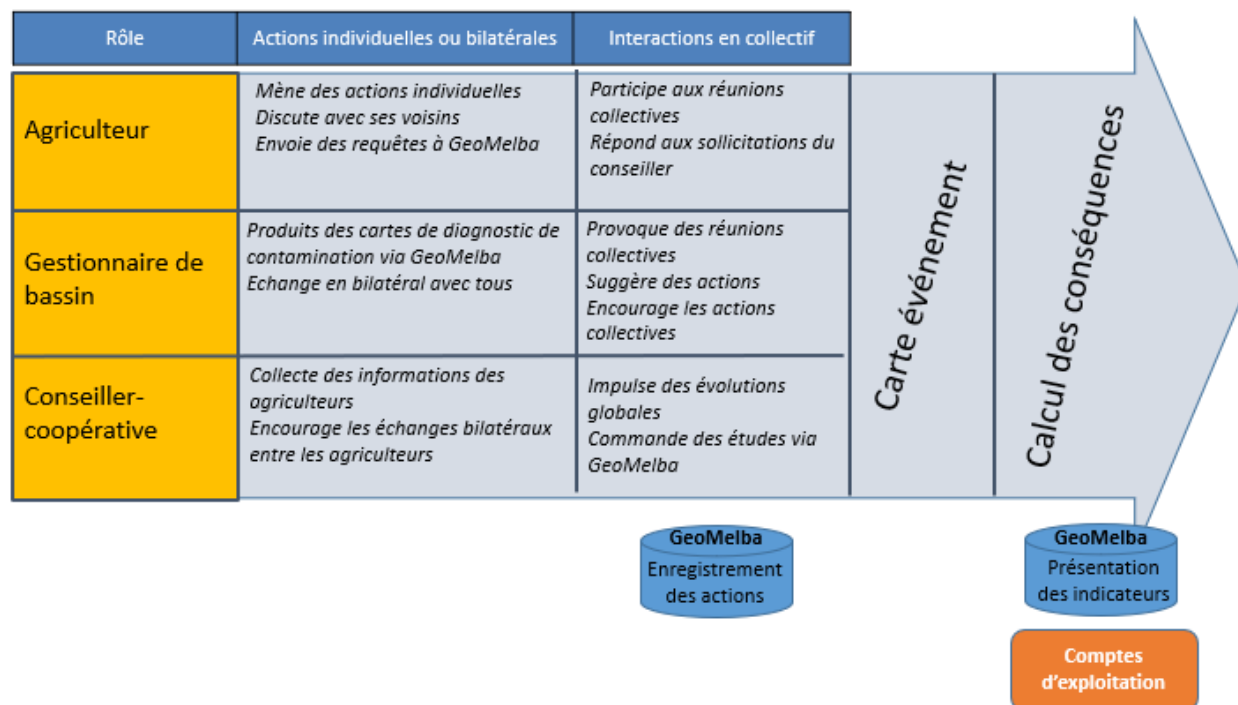 Rôle
Actions individuelles ou bilatérales
Interactions en collectif
Agriculteur
Mène des actions individuelles
Discute avec ses voisins
Envoie des requêtes à GeoMelba
Participe aux réunions
collectives
Répond aux sollicitations du
conseiller
Gestionnaire de
bassin
Produits des cartes de diagnostic de
contamination via GeoMelba
Echange en bilatéral avec tous
Provoque des réunions
collectives
Suggère des actions
Encourage les actions
collectives
Conseiller-
coopérative
Collecte des informations des
agriculteurs
Encourage les échanges bilatéraux
entre les agriculteurs
Impulse des évolutions
globales
Commande des études via
GeoMelba
Carte événement
Calcul des conséquences
GeoMelba
Enregistrement
des actions
GeoMelba
Présentation
des indicateurs
Comptes
d'exploitation